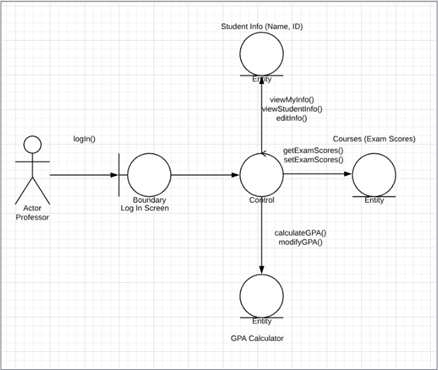 Student Info (Name, ID)
Entity
viewMyInfo()
viewStudentInfo()
editInfo()
logIn()
getExamScores()
setExamScores()
Courses (Exam Scores)
Actor
Professor
Boundary
Log In Screen
Control
Entity
calculateGPA()
modifyGPA()
Entity
GPA Calculator